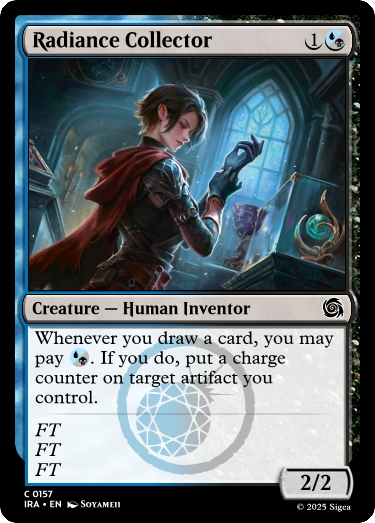 Radiance Collector 1
Creature — Human Inventor
Whenever you draw a card, you may
pay . If you do, put a charge
counter on target artifact you
control.
FT
FT
FT
2/2
C 0157
IRA • EN Soyameii
© 2025 Sigea